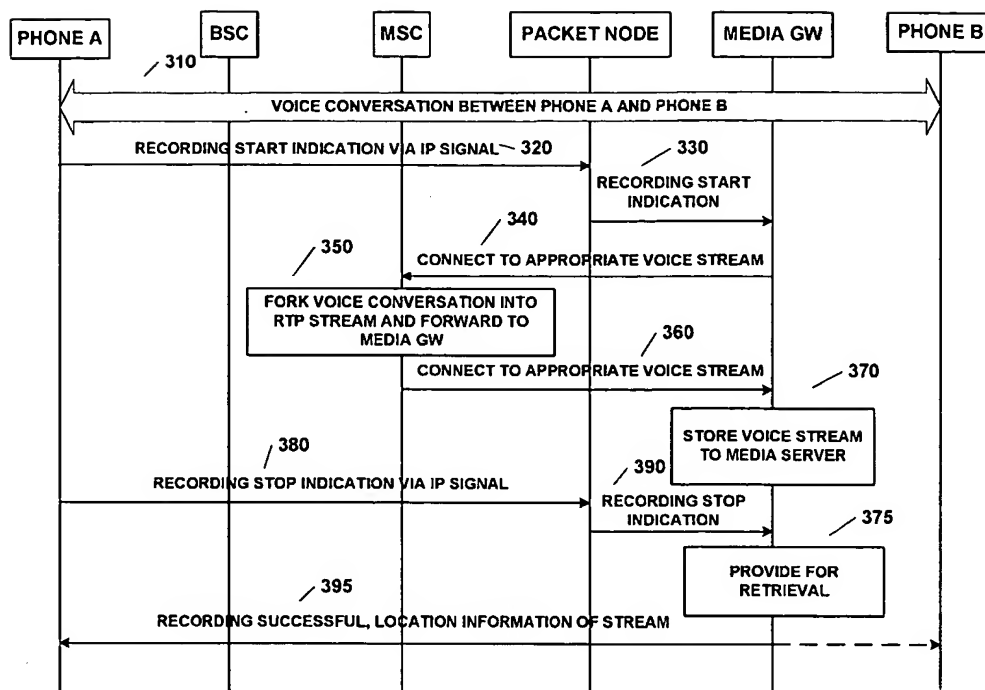 PHONE A
BSC
MSC
PACKET NODE
MEDIA GW
PHONE B
310
VOICE CONVERSATION BETWEEN PHONE A AND PHONE B
RECORDING START INDICATION VIA IP SIGNAL
320
330
RECORDING START
INDICATION
340
CONNECT TO APPROPRIATE VOICE STREAM
350
FORK VOICE CONVERSATION INTO
RTP STREAM AND FORWARD TO
MEDIA GW
360
CONNECT TO APPROPRIATE VOICE STREAM
370
STORE VOICE STREAM
TO MEDIA SERVER
380
RECORDING STOP INDICATION VIA IP SIGNAL
390
RECORDING STOP
INDICATION
375
PROVIDE FOR
RETRIEVAL
395
RECORDING SUCCESSFUL, LOCATION INFORMATION OF STREAM